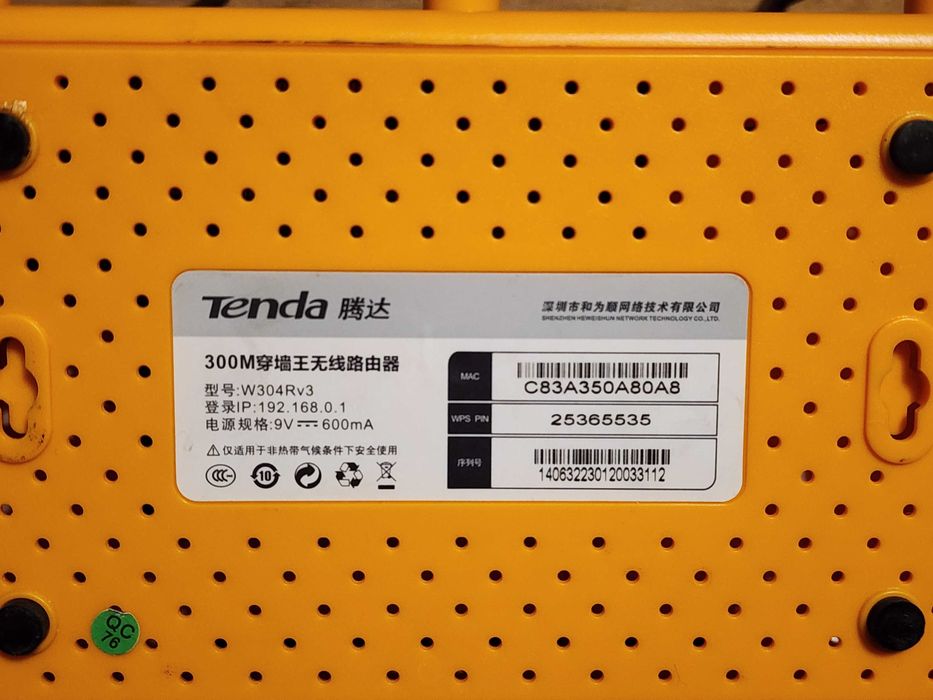 Tenda 腾达
深圳市和为顺网络技术有限公司
SHENZHEN HEWEISHUN NETWORK TECHNOLOGY CO.,LTD.
300M穿墙王无线路由器
型号:W304Rv3
登录IP:192.168.0.1
电源规格:9V⎓600mA
⚠仅适用于非热带气候条件下安全使用
CCC
10
MAC
C83A350A80A8
WPS PIN
25365535
序列号
140632230120033112
QC
76